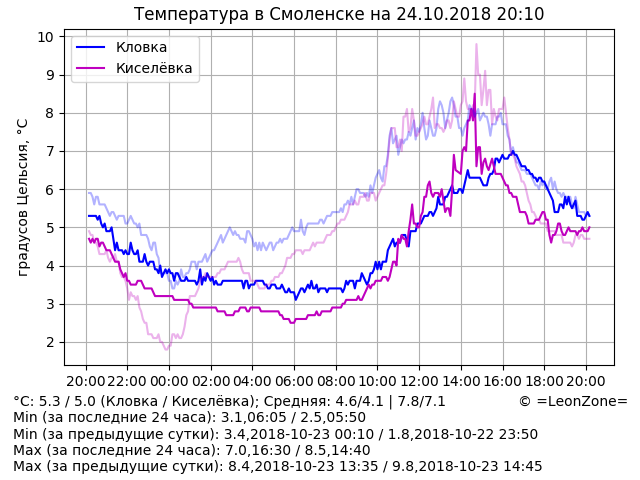 Температура в Смоленске на 24.10.2018 20:10
Кловка
Киселёвка
градусов Цельсия, °C
10
9
8
7
6
5
4
3
2
20:00 22:00 00:00 02:00 04:00 06:00 08:00 10:00 12:00 14:00 16:00 18:00 20:00
°C: 5.3 / 5.0 (Кловка / Киселёвка); Средняя: 4.6/4.1 | 7.8/7.1 © =LeonZone=
Min (за последние 24 часа): 3.1,06:05 / 2.5,05:50
Min (за предыдущие сутки): 3.4,2018-10-23 00:10 / 1.8,2018-10-22 23:50
Max (за последние 24 часа): 7.0,16:30 / 8.5,14:40
Max (за предыдущие сутки): 8.4,2018-10-23 13:35 / 9.8,2018-10-23 14:45